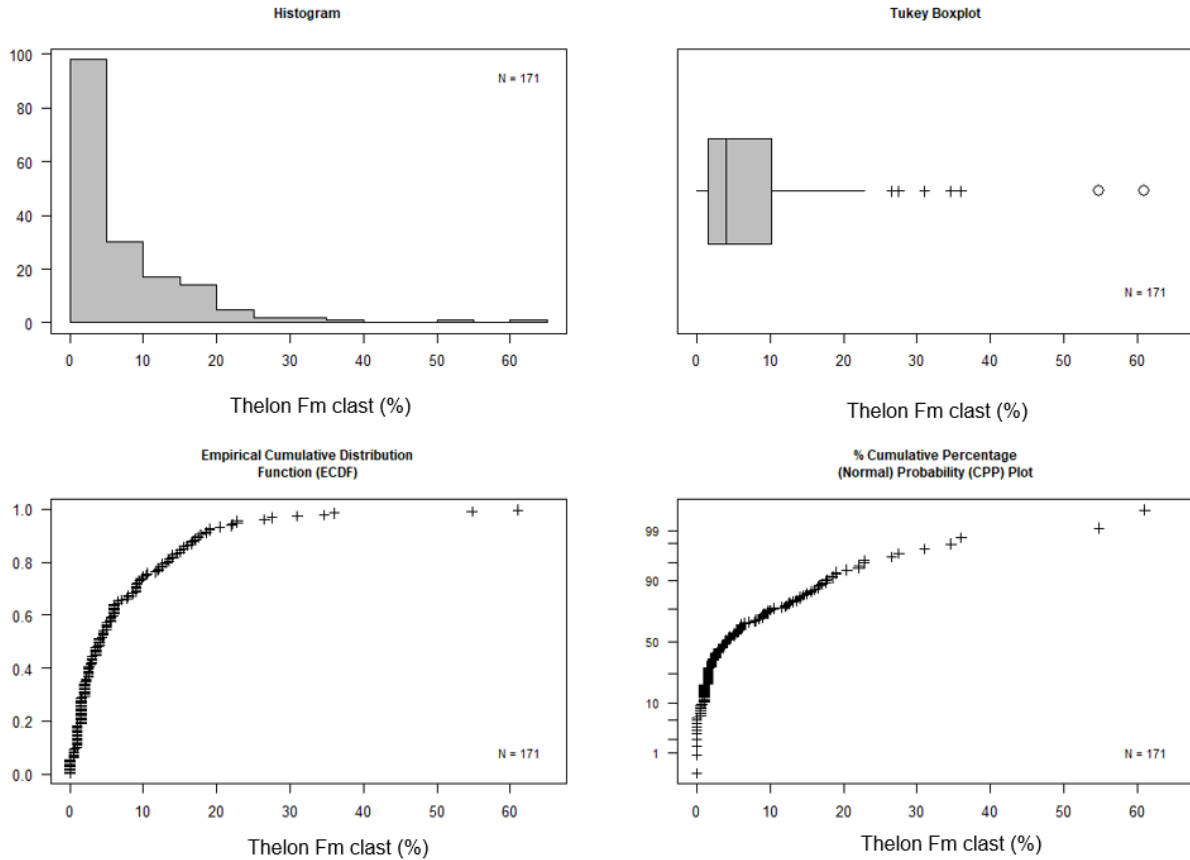 Histogram
100
80
60
40
20
0
N = 171
0 10 20 30 40 50 60
Thelon Fm clast (%)
Tukey Boxplot
N = 171
0 10 20 30 40 50 60
Thelon Fm clast (%)
Empirical Cumulative Distribution
Function (ECDF)
1.0
0.8
0.6
0.4
0.2
0.0
N = 171
0 10 20 30 40 50 60
Thelon Fm clast (%)
% Cumulative Percentage
(Normal) Probability (CPP) Plot
99
90
50
10
1
N = 171
0 10 20 30 40 50 60
Thelon Fm clast (%)